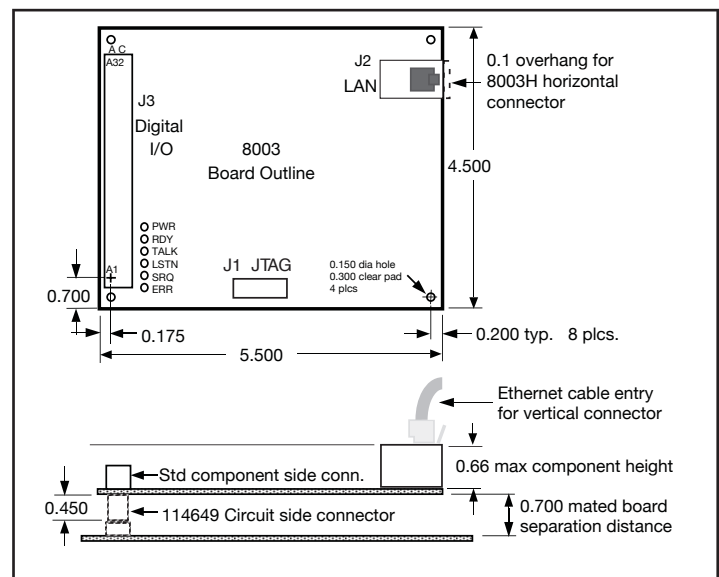 A C
A32
J3
Digital
I/O
8003
Board Outline
J2
LAN
0.1 overhang for
8003H horizontal
connector
4.500
PWR
RDY
TALK
LSTN
SRQ
ERR
A1
J1 JTAG
0.150 dia hole
0.300 clear pad
4 plcs
0.700
0.175
5.500
0.200 typ. 8 plcs.
Ethernet cable entry
for vertical connector
Std component side conn.
0.66 max component height
0.450
114649 Circuit side connector
0.700 mated board
separation distance